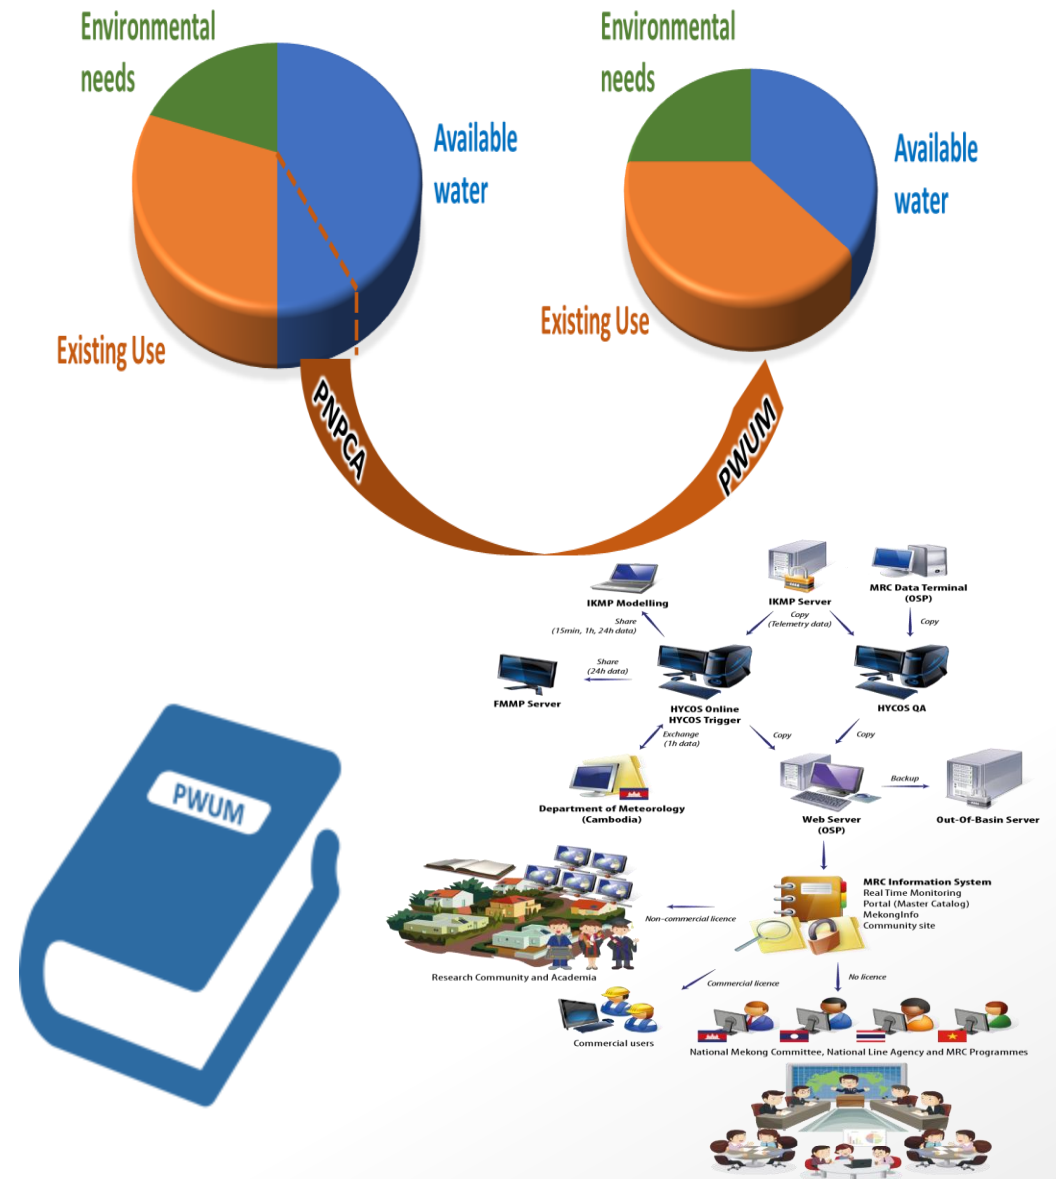 Environmental
needs
Available
water
Existing Use
Environmental
needs
Available
water
Existing Use
PNPCA
PWUM
IKMP Modelling
IKMP Server
MRC Data Terminal
(OSP)
Share
(15min, 1h, 24h data)
Copy
(Telemetry data)
Copy
Share
(24h data)
FMMP Server
HYCOS Online
HYCOS Trigger
HYCOS QA
Exchange
(1h data)
Copy
Copy
Department of Meteorology
(Cambodia)
Web Server
(OSP)
Backup
Out-Of-Basin Server
PWUM
MRC Information System
Real Time Monitoring
Portal (Master Catalog)
MekongInfo
Community site
Non-commercial licence
Research Community and Academia
Commercial licence
No licence
Commercial users
National Mekong Committee, National Line Agency and MRC Programmes